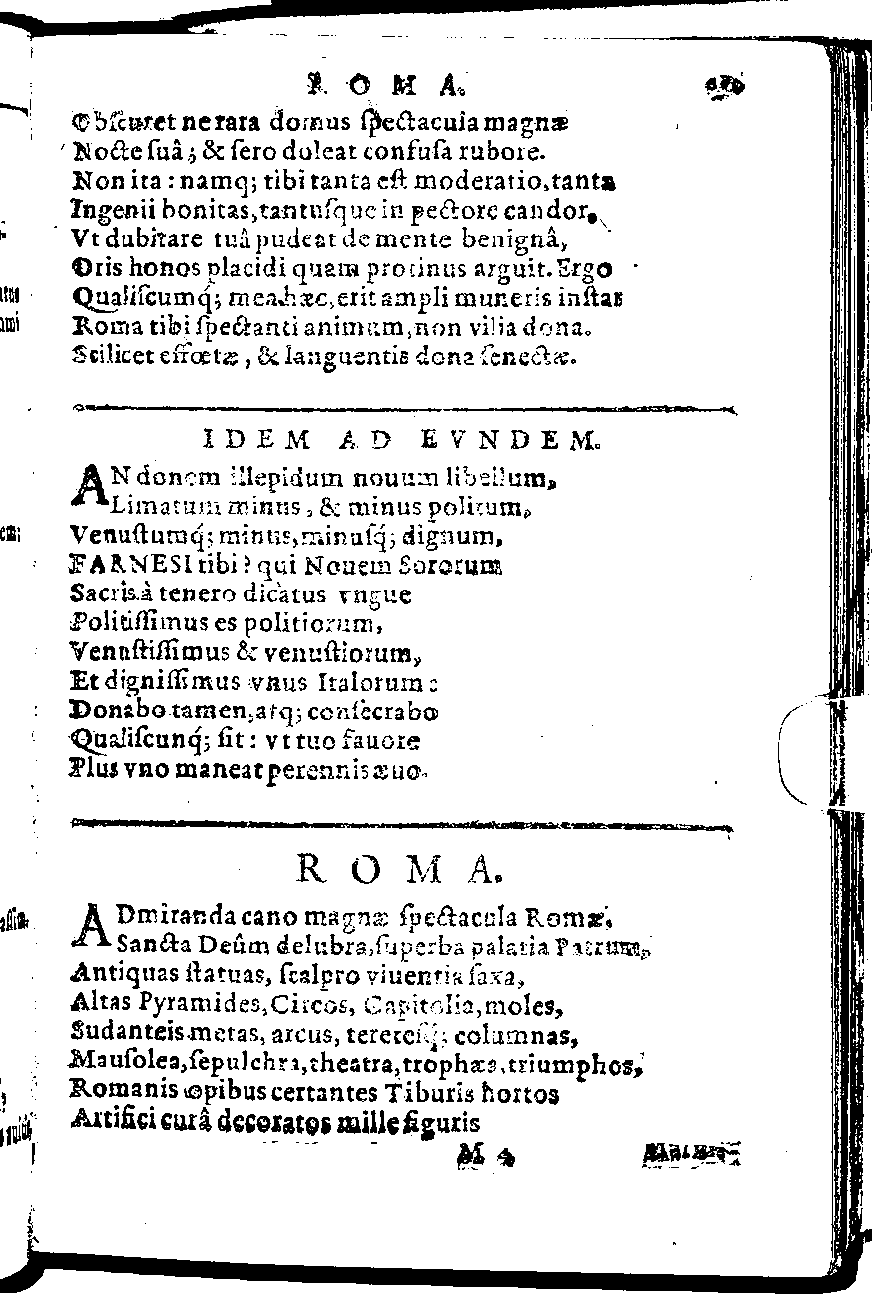 ROMA.
Obscuret ne rara domus spectacula magnæ
Nocte suâ; & sero doleat confusa rubore.
Non ita: namq; tibi tanta est moderatio, tanta
Ingenii bonitas, tantusque in pectore candor,
Vt dubitare tuâ pudeat de mente benignâ,
Oris honos placidi quam protinus arguit. Ergo
Qualiscumq́; mea hæc, erit ampli muneris instar
Roma tibi spectanti animum, non vilia dona.
Scilicet effœtæ, & languentis dona senectæ.
IDEM AD EVNDEM.
AN donem illepidum nouum libellum,
Limatum minus, & minus politum,
Venustumq́; minus, minusq́; dignum,
FARNESI tibi? qui Nouem Sororum
Sacris à tenero dicatus vngue
Politissimus es politiorum,
Venustissimus & venustiorum,
Et dignissimus vnus Italorum:
Donabo tamen, atq; consecrabo
Qualiscunq́; sit: vt tuo fauore
Plus vno maneat perennis æuo.
ROMA.
ADmiranda cano magnæ spectacula Romæ,
Sancta Deûm delubra, superba palatia Patrum,
Antiquas statuas, scalpro viuentia saxa,
Altas Pyramides, Circos, Capitolia, moles,
Sudanteis metas, arcus, teretesq́; columnas,
Mausolea, sepulchra, theatra, trophæa, triumphos,
Romanis opibus certantes Tiburis hortos
Artifici curâ decoratos mille figuris
M 4